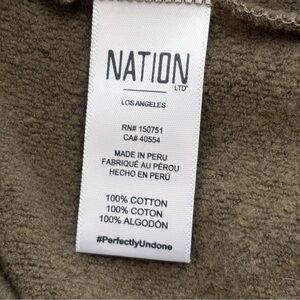 NATION
LTD
LOS ANGELES
RN# 150751
CA# 40554
MADE IN PERU
FABRIQUÉ AU PÉROU
HECHO EN PERÚ
100% COTTON
100% COTON
100% ALGODÓN
#PerfectlyUndone